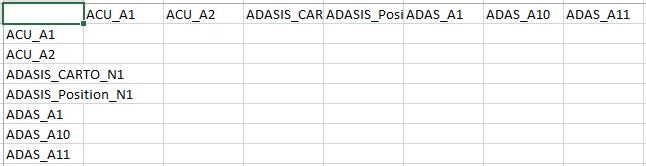 ACU_A1 ACU_A2 ADASIS_CAR ADASIS_Posi ADAS_A1 ADAS_A10 ADAS_A11
ACU_A1
ACU_A2
ADASIS_CARTO_N1
ADASIS_Position_N1
ADAS_A1
ADAS_A10
ADAS_A11